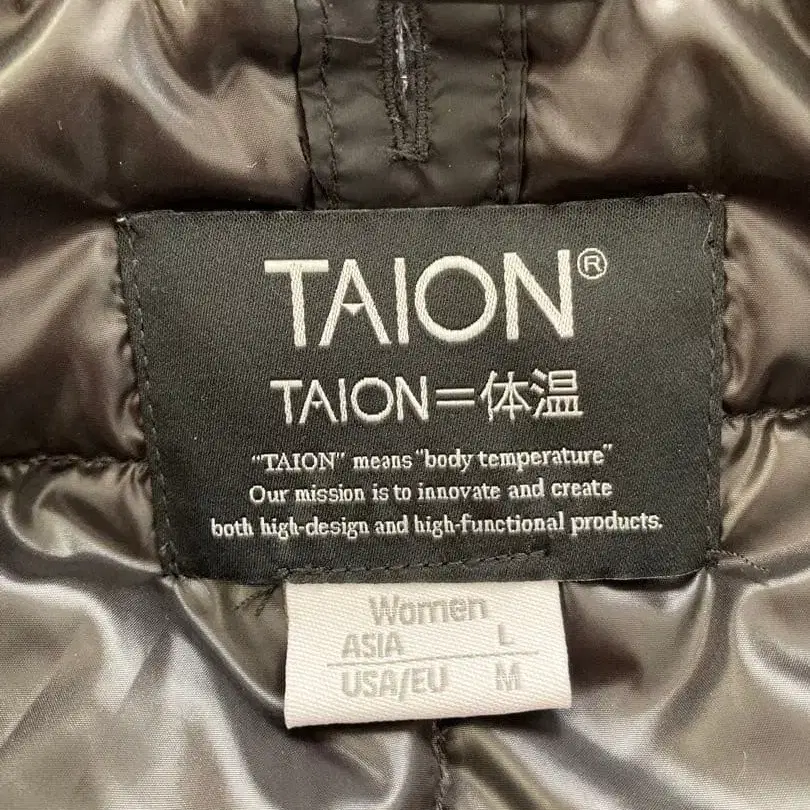 TAION®
TAION=体温
"TAION" means "body temperature"
Our mission is to innovate and create
both high-design and high-functional products.
Women
ASIA L
USA/EU M